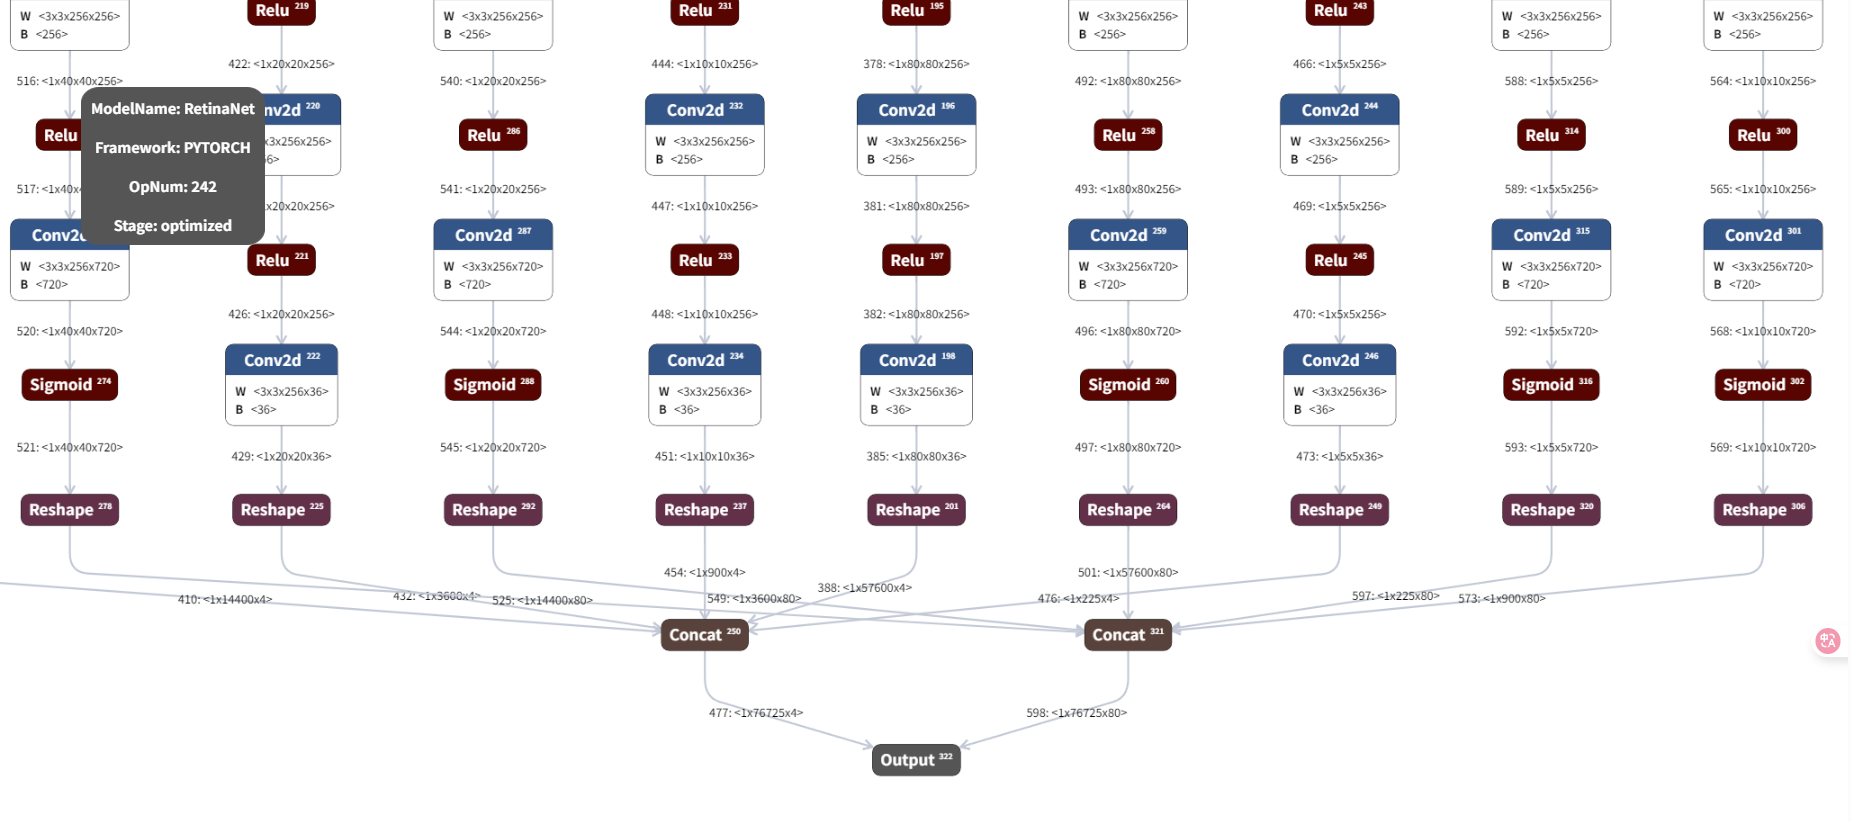 W <3x3x256x256>
B <256>
Relu 219
W <3x3x256x256>
B <256>
Relu 231
Relu 195
W <3x3x256x256>
B <256>
Relu 243
W <3x3x256x256>
B <256>
W <3x3x256x256>
B <256>
516: <1x40x40x256>
422: <1x20x20x256>
540: <1x20x20x256>
444: <1x10x10x256>
378: <1x80x80x256>
492: <1x80x80x256>
466: <1x5x5x256>
588: <1x5x5x256>
564: <1x10x10x256>
ModelName: RetinaNet
Framework: PYTORCH
OpNum: 242
Stage: optimized
Relu
nv2d 220
x3x256x256>
6>
Relu 286
Conv2d 232
W <3x3x256x256>
B <256>
Conv2d 196
W <3x3x256x256>
B <256>
Relu 258
Conv2d 244
W <3x3x256x256>
B <256>
Relu 314
Relu 300
517: <1x40x
x20x20x256>
541: <1x20x20x256>
447: <1x10x10x256>
381: <1x80x80x256>
493: <1x80x80x256>
469: <1x5x5x256>
589: <1x5x5x256>
565: <1x10x10x256>
Conv2d
W <3x3x256x720>
B <720>
Relu 221
Conv2d 287
W <3x3x256x720>
B <720>
Relu 233
Relu 197
Conv2d 259
W <3x3x256x720>
B <720>
Relu 245
Conv2d 315
W <3x3x256x720>
B <720>
Conv2d 301
W <3x3x256x720>
B <720>
520: <1x40x40x720>
426: <1x20x20x256>
544: <1x20x20x720>
448: <1x10x10x256>
382: <1x80x80x256>
496: <1x80x80x720>
470: <1x5x5x256>
592: <1x5x5x720>
568: <1x10x10x720>
Sigmoid 274
Conv2d 222
W <3x3x256x36>
B <36>
Sigmoid 288
Conv2d 234
W <3x3x256x36>
B <36>
Conv2d 198
W <3x3x256x36>
B <36>
Sigmoid 260
Conv2d 246
W <3x3x256x36>
B <36>
Sigmoid 316
Sigmoid 302
521: <1x40x40x720>
429: <1x20x20x36>
545: <1x20x20x720>
451: <1x10x10x36>
385: <1x80x80x36>
497: <1x80x80x720>
473: <1x5x5x36>
593: <1x5x5x720>
569: <1x10x10x720>
Reshape 278
Reshape 225
Reshape 292
Reshape 237
Reshape 201
Reshape 264
Reshape 249
Reshape 320
Reshape 306
410: <1x14400x4>
432: <1x3600x4>
525: <1x14400x80>
454: <1x900x4>
549: <1x3600x80>
388: <1x57600x4>
501: <1x57600x80>
476: <1x225x4>
597: <1x225x80>
573: <1x900x80>
Concat 250
Concat 321
477: <1x76725x4>
598: <1x76725x80>
Output 322
中A